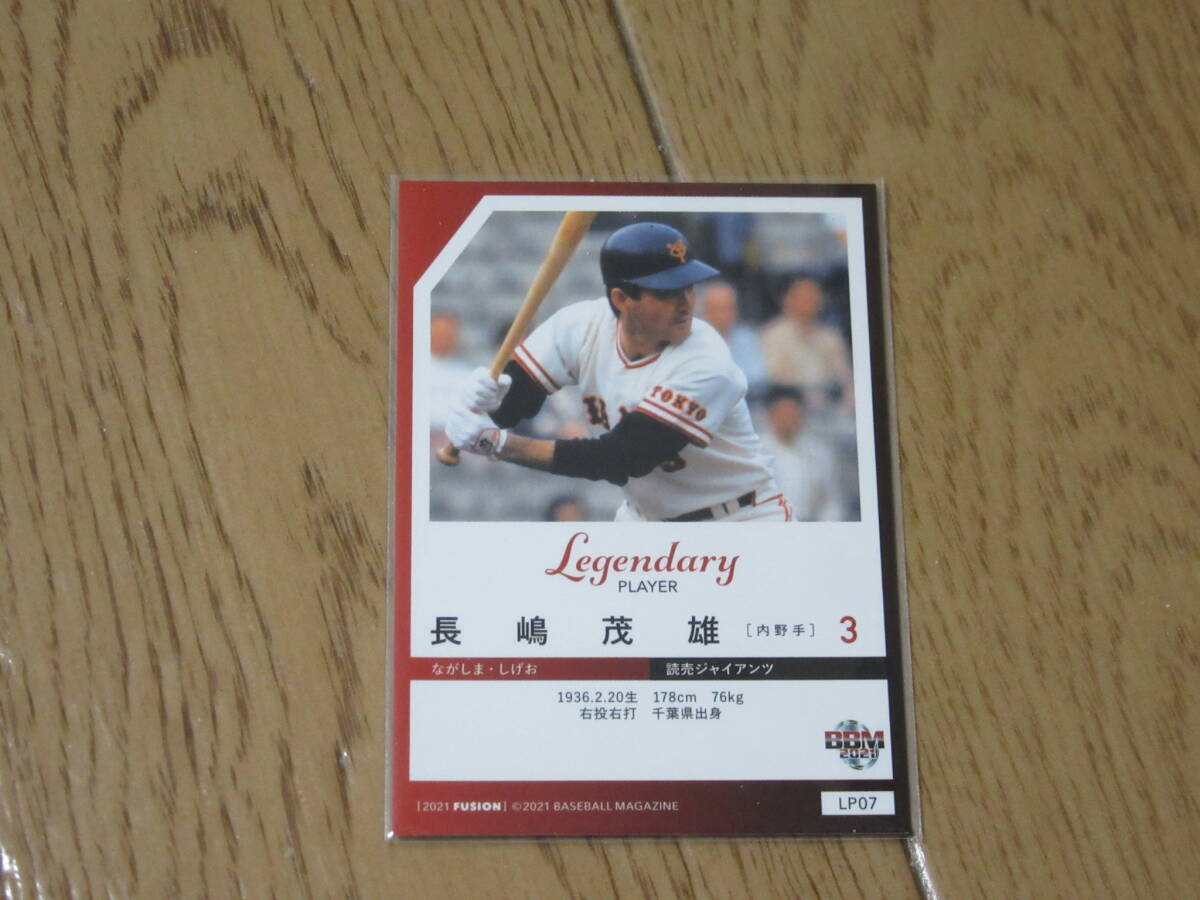 TOKYO
Legendary
PLAYER
長嶋茂雄 [内野手] 3
ながしま・しげお 読売ジャイアンツ
1936.2.20生 178cm 76kg
右投右打 千葉県出身
BBM
2021
| 2021 FUSION | ©2021 BASEBALL MAGAZINE
LP07